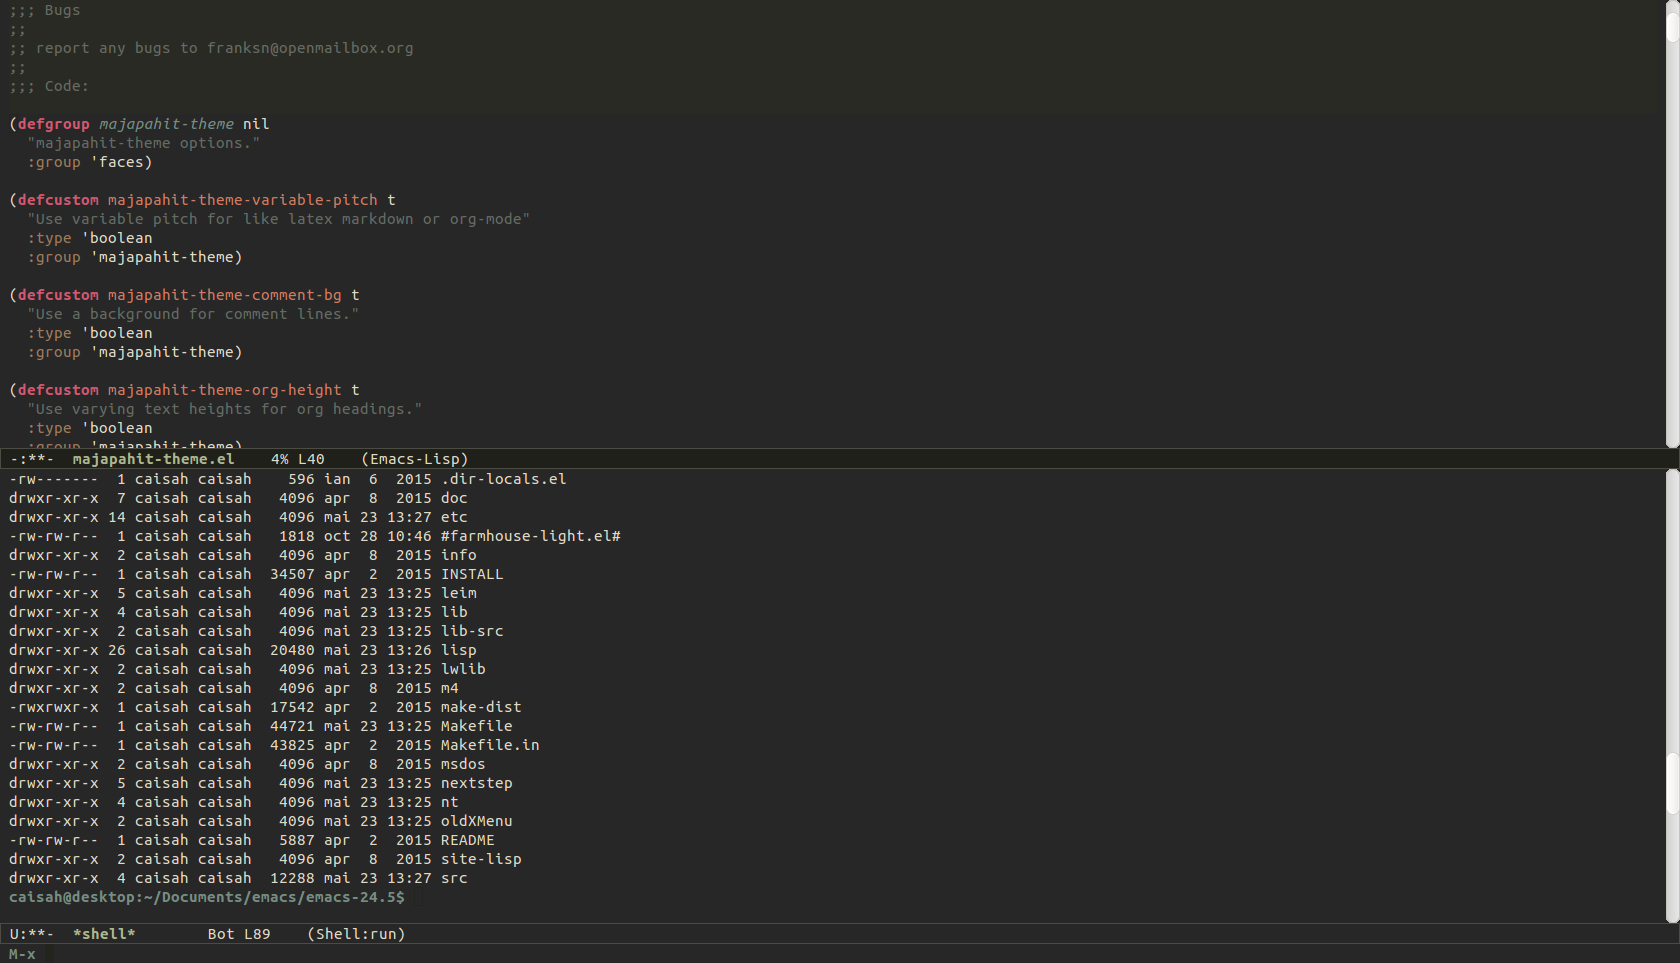 ;;; Bugs
;;
;; report any bugs to franksn@openmailbox.org
;;
;;; Code:

(defgroup majapahit-theme nil
  "majapahit-theme options."
  :group 'faces)

(defcustom majapahit-theme-variable-pitch t
  "Use variable pitch for like latex markdown or org-mode"
  :type 'boolean
  :group 'majapahit-theme)

(defcustom majapahit-theme-comment-bg t
  "Use a background for comment lines."
  :type 'boolean
  :group 'majapahit-theme)

(defcustom majapahit-theme-org-height t
  "Use varying text heights for org headings."
  :type 'boolean
  :group 'majapahit-theme)
-:**-  majapahit-theme.el    4% L40    (Emacs-Lisp)
-rw-------  1 caisah caisah    596 ian  6  2015 .dir-locals.el
drwxr-xr-x  7 caisah caisah   4096 apr  8  2015 doc
drwxr-xr-x 14 caisah caisah   4096 mai 23 13:27 etc
-rw-rw-r--  1 caisah caisah   1818 oct 28 10:46 #farmhouse-light.el#
drwxr-xr-x  2 caisah caisah   4096 apr  8  2015 info
-rw-rw-r--  1 caisah caisah  34507 apr  2  2015 INSTALL
drwxr-xr-x  5 caisah caisah   4096 mai 23 13:25 leim
drwxr-xr-x  4 caisah caisah   4096 mai 23 13:25 lib
drwxr-xr-x  2 caisah caisah   4096 mai 23 13:25 lib-src
drwxr-xr-x 26 caisah caisah  20480 mai 23 13:26 lisp
drwxr-xr-x  2 caisah caisah   4096 mai 23 13:25 lwlib
drwxr-xr-x  2 caisah caisah   4096 apr  8  2015 m4
-rwxrwxr-x  1 caisah caisah  17542 apr  2  2015 make-dist
-rw-rw-r--  1 caisah caisah  44721 mai 23 13:25 Makefile
-rw-rw-r--  1 caisah caisah  43825 apr  2  2015 Makefile.in
drwxr-xr-x  2 caisah caisah   4096 apr  8  2015 msdos
drwxr-xr-x  5 caisah caisah   4096 mai 23 13:25 nextstep
drwxr-xr-x  4 caisah caisah   4096 mai 23 13:25 nt
drwxr-xr-x  2 caisah caisah   4096 mai 23 13:25 oldXMenu
-rw-rw-r--  1 caisah caisah   5887 apr  2  2015 README
drwxr-xr-x  2 caisah caisah   4096 apr  8  2015 site-lisp
drwxr-xr-x  4 caisah caisah  12288 mai 23 13:27 src
caisah@desktop:~/Documents/emacs/emacs-24.5$
U:**-  *shell*        Bot L89    (Shell:run)
M-x